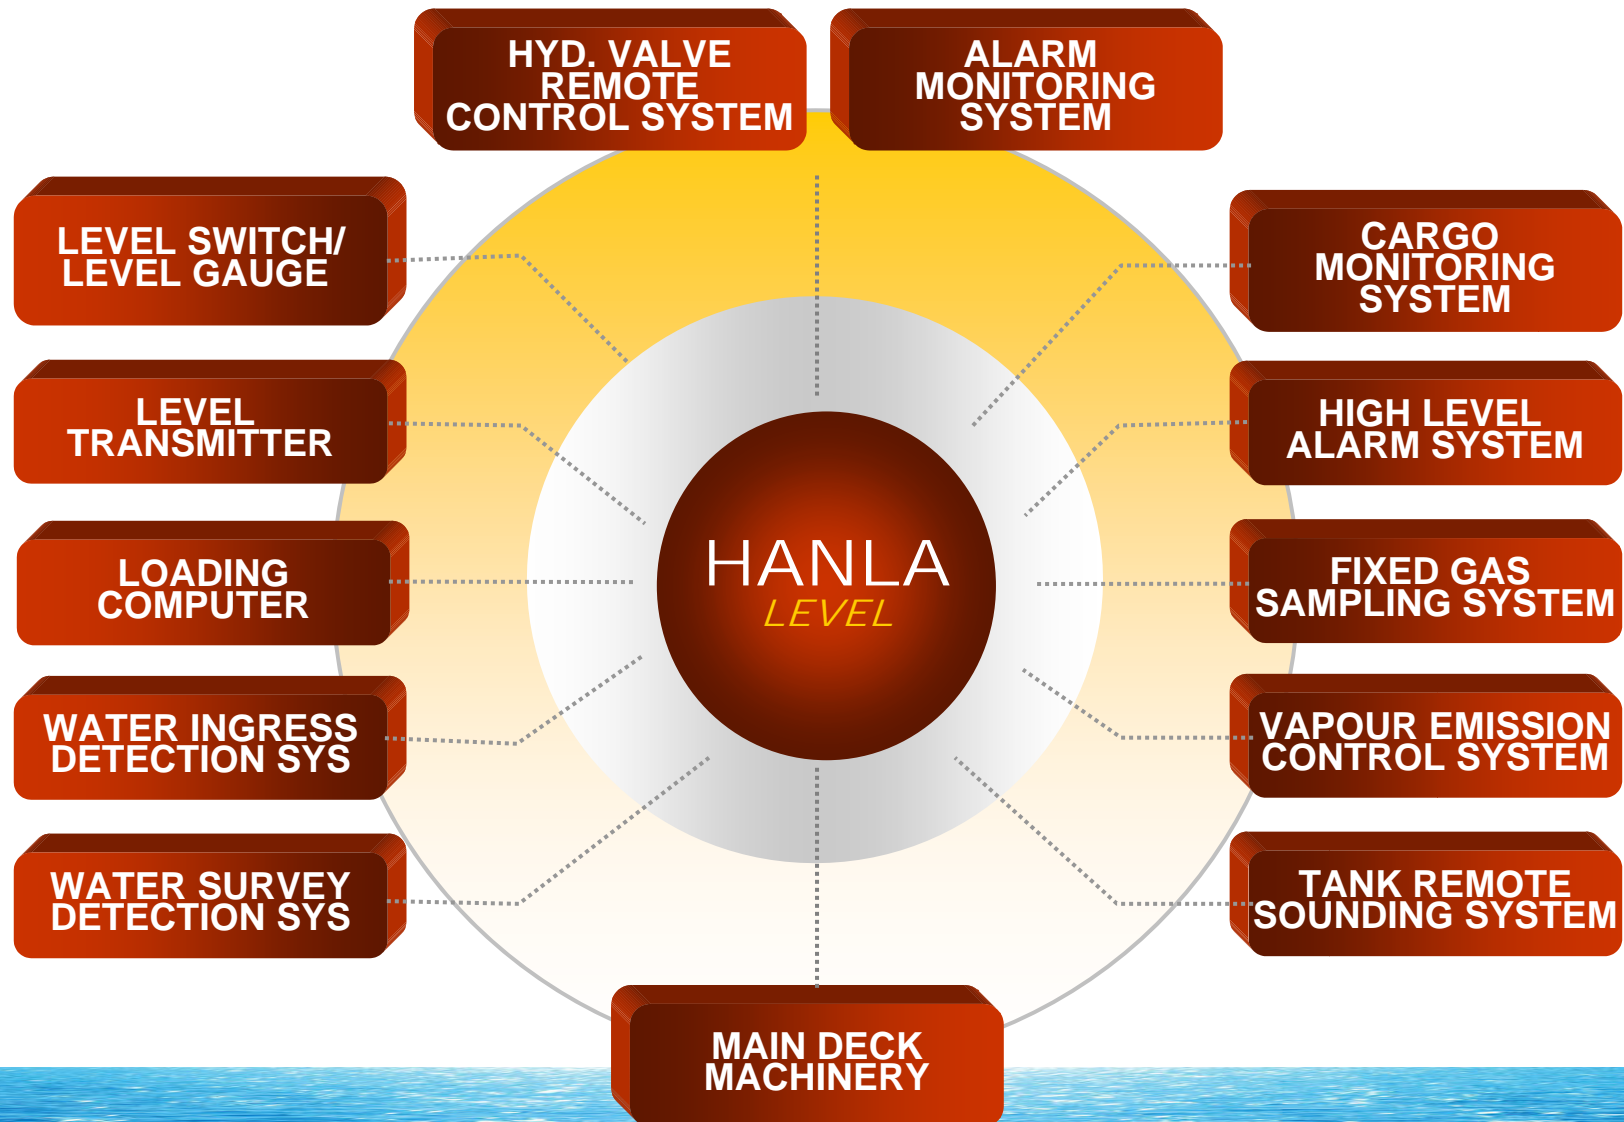 HYD. VALVE
REMOTE
CONTROL SYSTEM
ALARM
MONITORING
SYSTEM
LEVEL SWITCH/
LEVEL GAUGE
CARGO
MONITORING
SYSTEM
LEVEL
TRANSMITTER
HIGH LEVEL
ALARM SYSTEM
LOADING
COMPUTER
HANLA
LEVEL
FIXED GAS
SAMPLING SYSTEM
WATER INGRESS
DETECTION SYS
VAPOUR EMISSION
CONTROL SYSTEM
WATER SURVEY
DETECTION SYS
TANK REMOTE
SOUNDING SYSTEM
MAIN DECK
MACHINERY